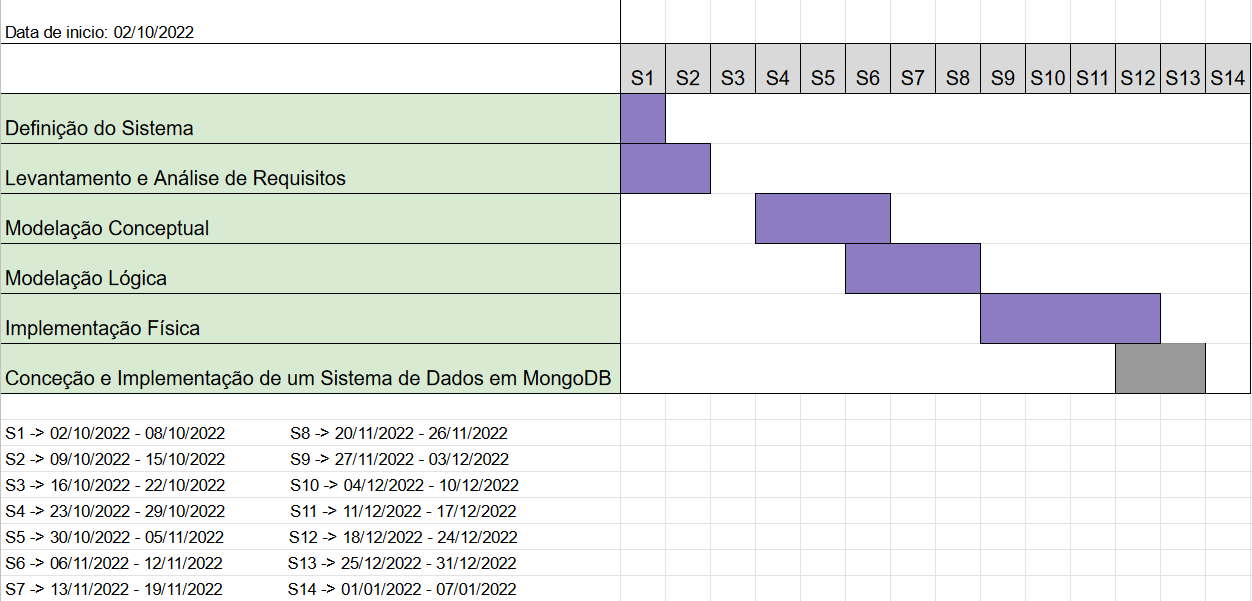 Data de inicio: 02/10/2022
S1 S2 S3 S4 S5 S6 S7 S8 S9 S10 S11 S12 S13 S14
Definição do Sistema
Levantamento e Análise de Requisitos
Modelação Conceptual
Modelação Lógica
Implementação Física
Conceção e Implementação de um Sistema de Dados em MongoDB
S1 -> 02/10/2022 - 08/10/2022 S8 -> 20/11/2022 - 26/11/2022
S2 -> 09/10/2022 - 15/10/2022 S9 -> 27/11/2022 - 03/12/2022
S3 -> 16/10/2022 - 22/10/2022 S10 -> 04/12/2022 - 10/12/2022
S4 -> 23/10/2022 - 29/10/2022 S11 -> 11/12/2022 - 17/12/2022
S5 -> 30/10/2022 - 05/11/2022 S12 -> 18/12/2022 - 24/12/2022
S6 -> 06/11/2022 - 12/11/2022 S13 -> 25/12/2022 - 31/12/2022
S7 -> 13/11/2022 - 19/11/2022 S14 -> 01/01/2022 - 07/01/2022